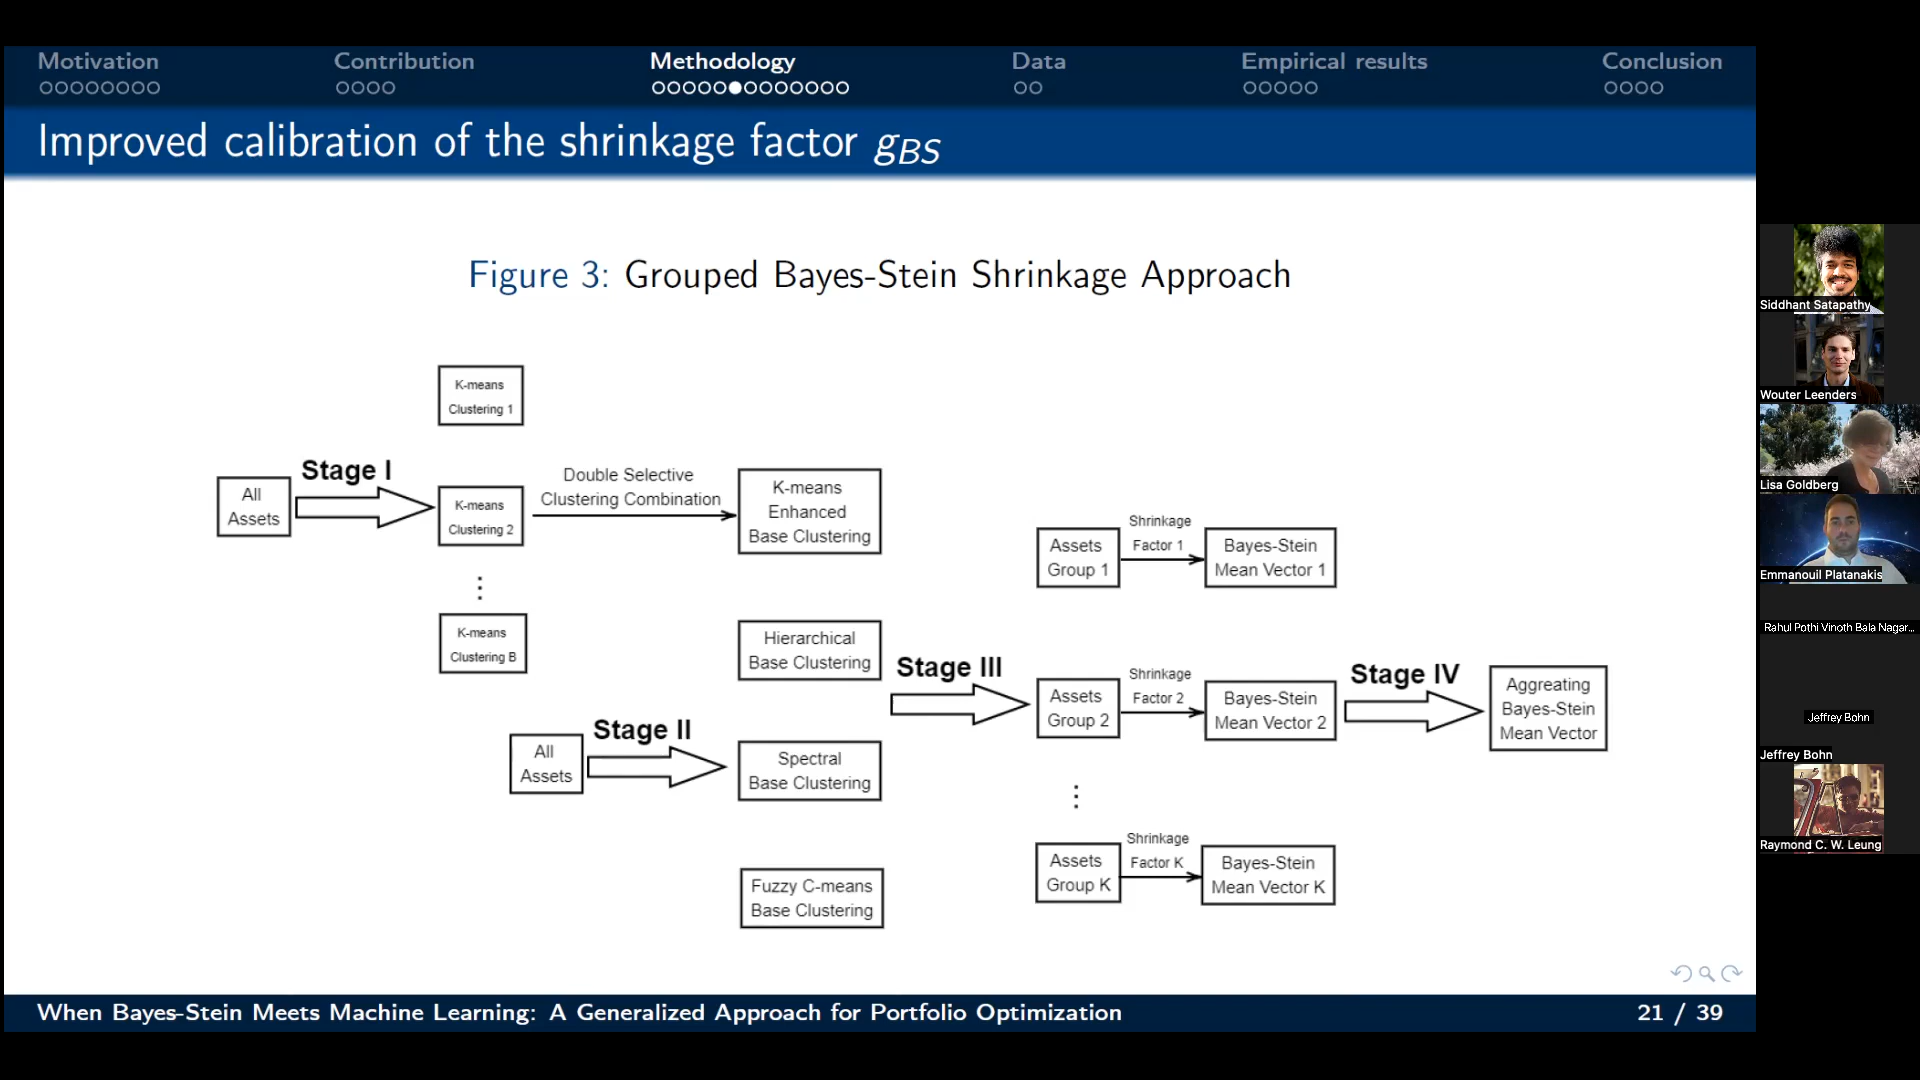 Motivation
Contribution
Methodology
Data
Empirical results
Conclusion
Improved calibration of the shrinkage factor gBS
Figure 3: Grouped Bayes-Stein Shrinkage Approach
All
Assets
Stage I
K-means
Clustering 1
K-means
Clustering 2
⋮
K-means
Clustering B
Double Selective
Clustering Combination
K-means
Enhanced
Base Clustering
Hierarchical
Base Clustering
All
Assets
Stage II
Spectral
Base Clustering
Fuzzy C-means
Base Clustering
Stage III
Assets
Group 1
Shrinkage
Factor 1
Bayes-Stein
Mean Vector 1
Assets
Group 2
Shrinkage
Factor 2
Bayes-Stein
Mean Vector 2
⋮
Assets
Group K
Shrinkage
Factor K
Bayes-Stein
Mean Vector K
Stage IV
Aggreating
Bayes-Stein
Mean Vector
When Bayes-Stein Meets Machine Learning: A Generalized Approach for Portfolio Optimization
21 / 39
Siddhant Satapathy
Wouter Leenders
Lisa Goldberg
Emmanouil Platanakis
Rahul Pothi Vinoth Bala Nagar...
Jeffrey Bohn
Jeffrey Bohn
Raymond C. W. Leung